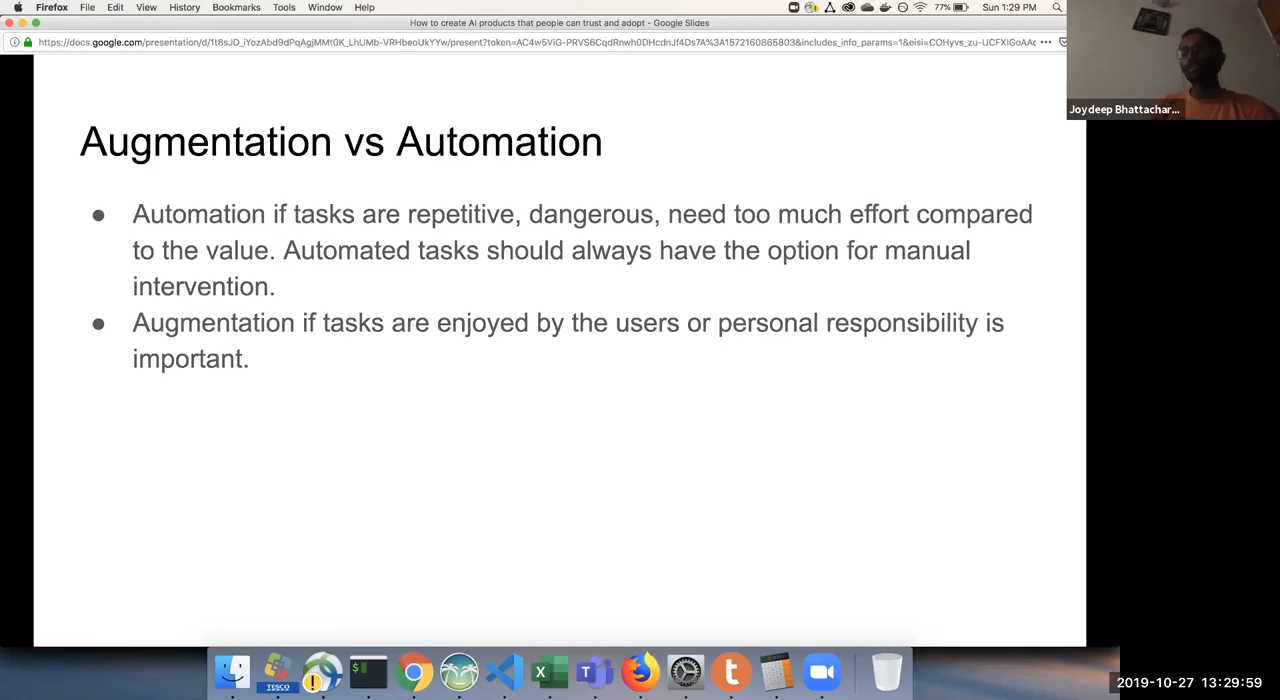 Firefox File Edit View History Bookmarks Tools Window Help 77% Sun 1:29 PM
How to create AI products that people can trust and adopt - Google Slides
Joydeep Bhattachar...
Augmentation vs Automation
● Automation if tasks are repetitive, dangerous, need too much effort compared
to the value. Automated tasks should always have the option for manual
intervention.
● Augmentation if tasks are enjoyed by the users or personal responsibility is
important.
TESCO
2019-10-27 13:29:59